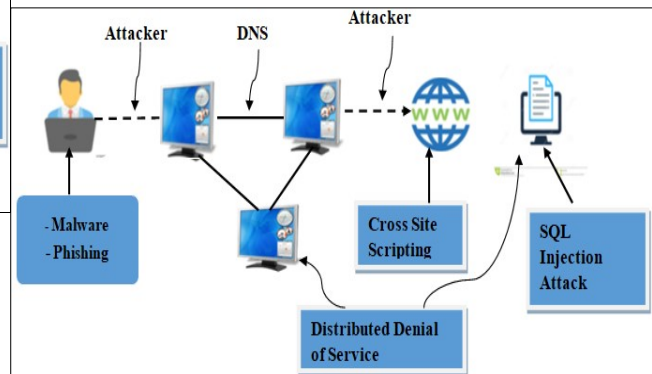 Attacker
DNS
Attacker
WWW
- Malware
- Phishing
Cross Site
Scripting
SQL
Injection
Attack
Distributed Denial
of Service